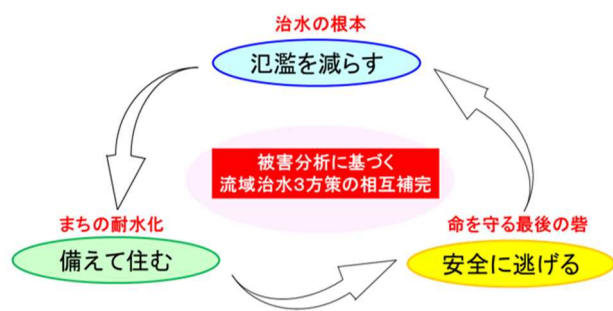 治水の根本
氾濫を減らす
被害分析に基づく
流域治水３方策の相互補完
まちの耐水化
備えて住む
命を守る最後の砦
安全に逃げる